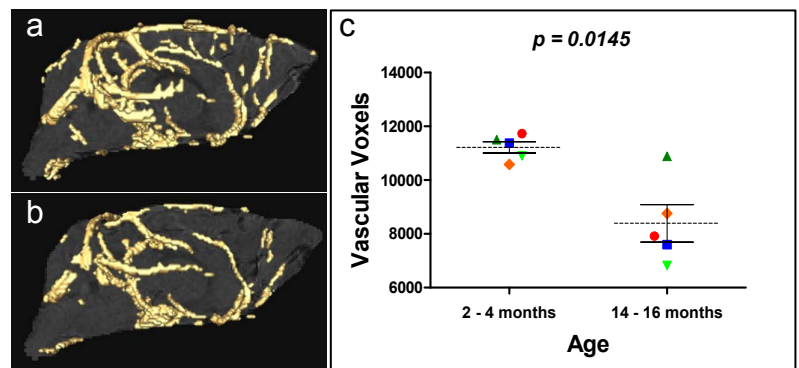 a
b
c
p = 0.0145
Vascular Voxels
14000
12000
10000
8000
6000
2 - 4 months
14 - 16 months
Age